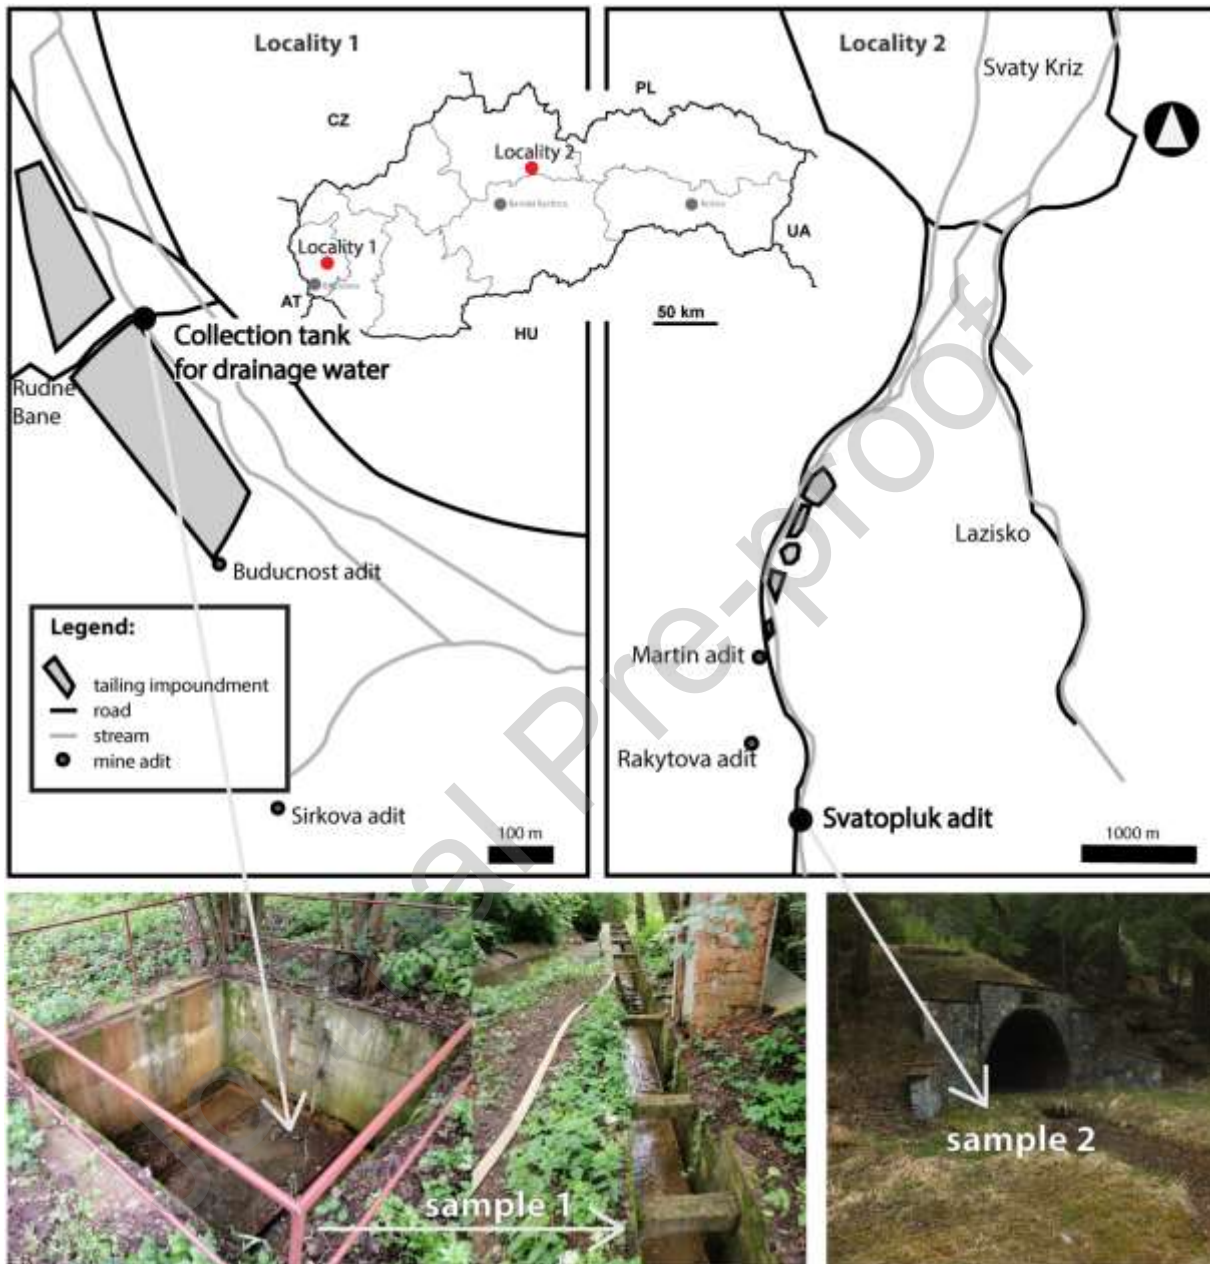 Locality 1
Locality 2
Svaty Kriz
PL
CZ
Locality 2
UA
Locality 1
AT
HU
50 km
Collection tank
for drainage water
Rudne
Bane
Buducnost adit
Lazisko
Legend:
tailing impoundment
road
stream
mine adit
Martin adit
Rakytova adit
Sirkova adit
Svatopluk adit
100 m
1000 m
sample 1
sample 2
al Pre-proof